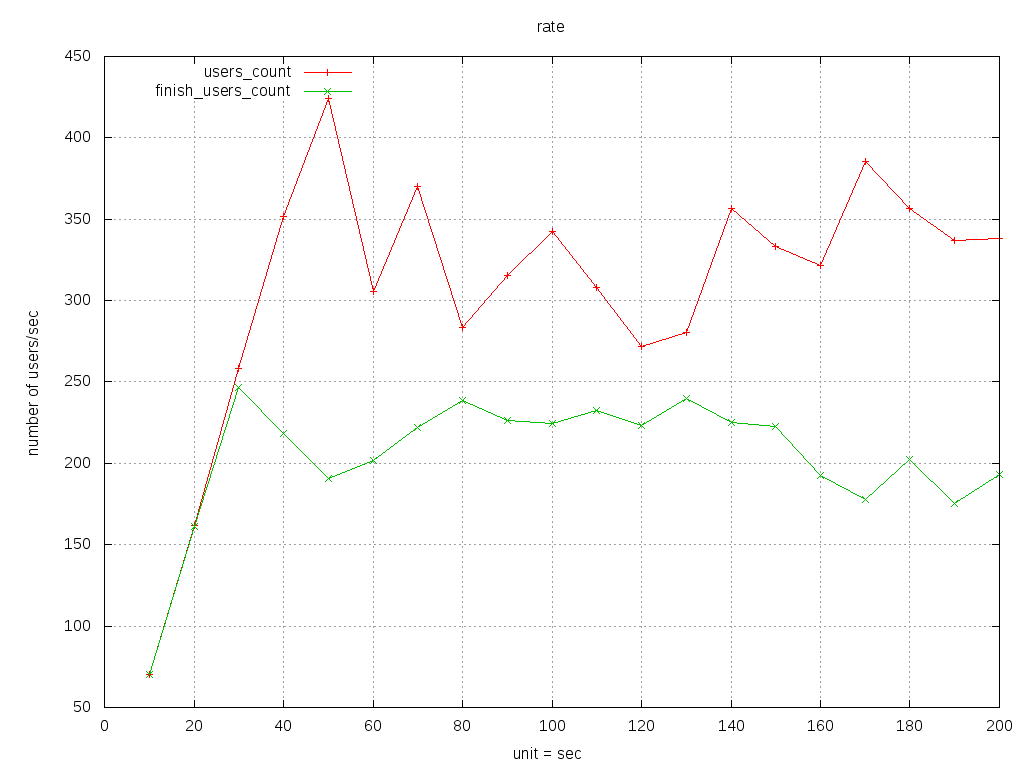 rate
users_count
finish_users_count
450
400
350
300
250
200
150
100
50
number of users/sec
0 20 40 60 80 100 120 140 160 180 200
unit = sec